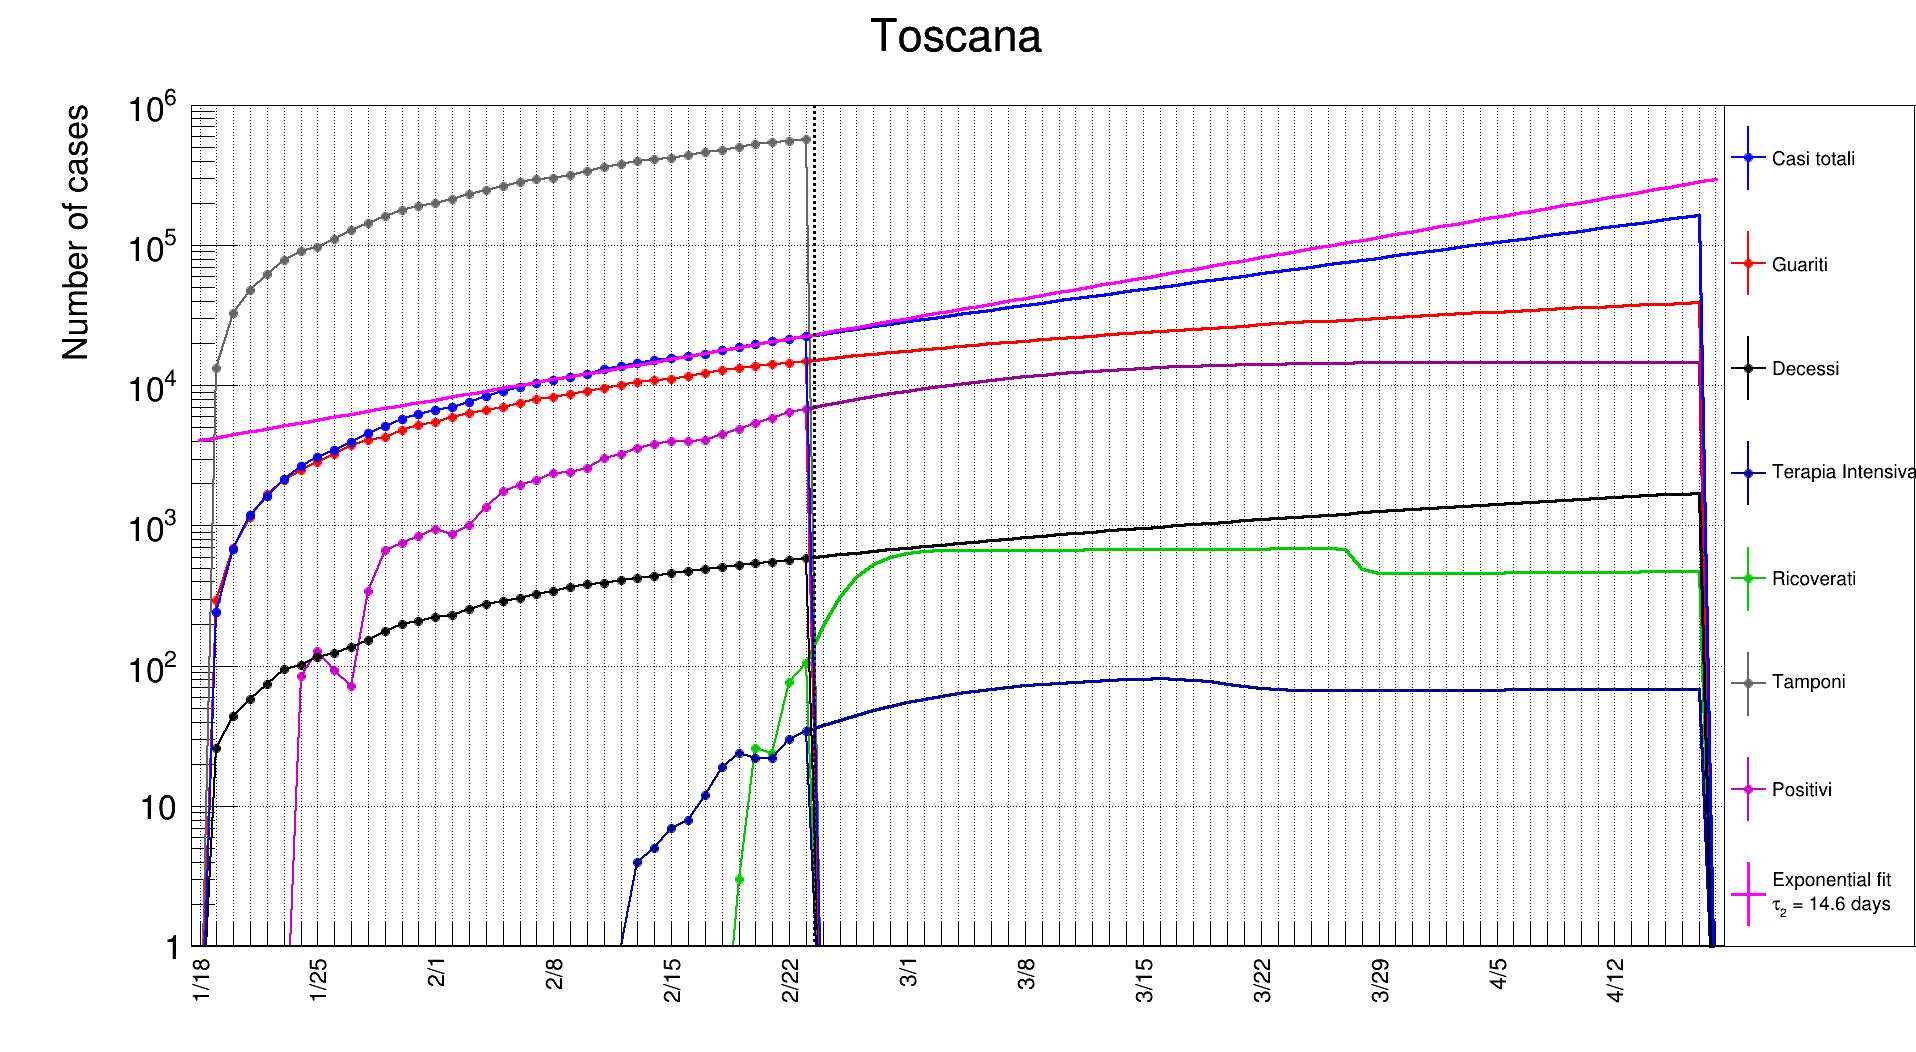 Toscana
Number of cases
10^6
10^5
10^4
10^3
10^2
10
1
1/18
1/25
2/1
2/8
2/15
2/22
3/1
3/8
3/15
3/22
3/29
4/5
4/12
Casi totali
Guariti
Decessi
Terapia Intensiva
Ricoverati
Tamponi
Positivi
Exponential fit
τ_2 = 14.6 days